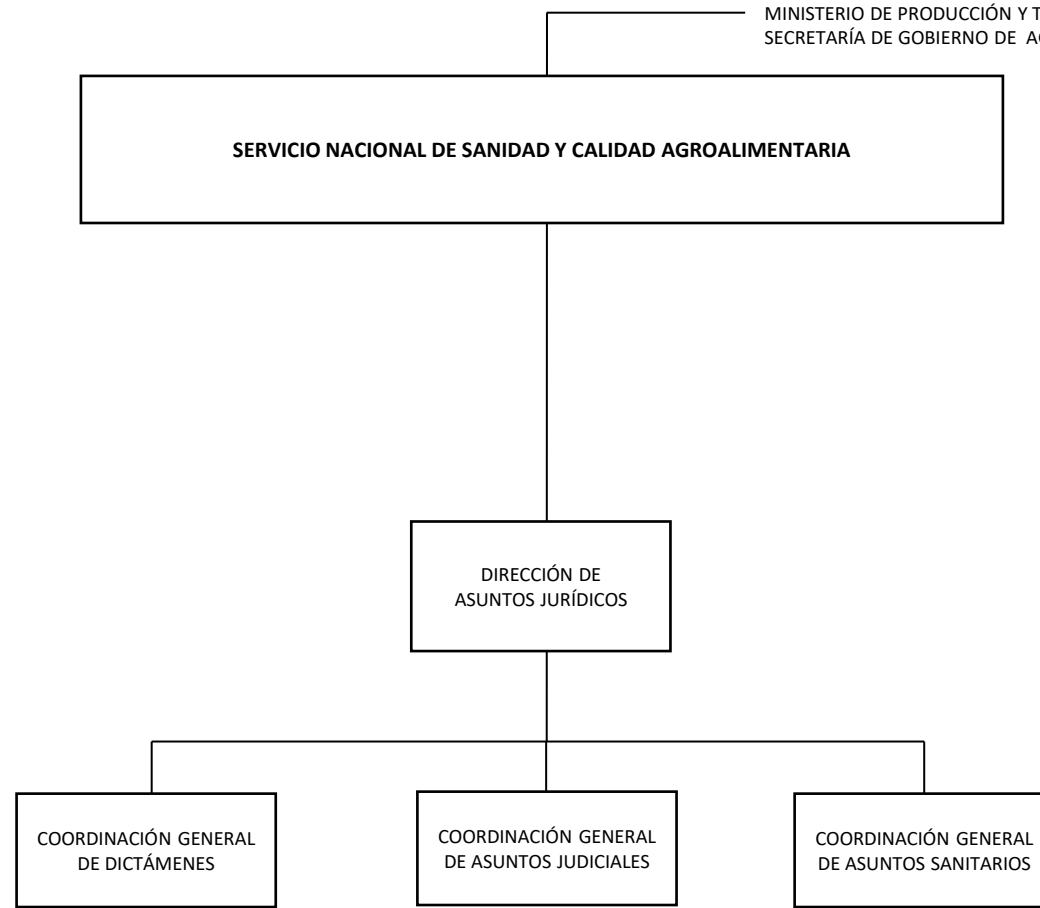 MINISTERIO DE PRODUCCIÓN Y
SECRETARÍA DE GOBIERNO DE
SERVICIO NACIONAL DE SANIDAD Y CALIDAD AGROALIMENTARIA
DIRECCIÓN DE
ASUNTOS JURÍDICOS
COORDINACIÓN GENERAL
DE DICTÁMENES
COORDINACIÓN GENERAL
DE ASUNTOS JUDICIALES
COORDINACIÓN GENERAL
DE ASUNTOS SANITARIOS